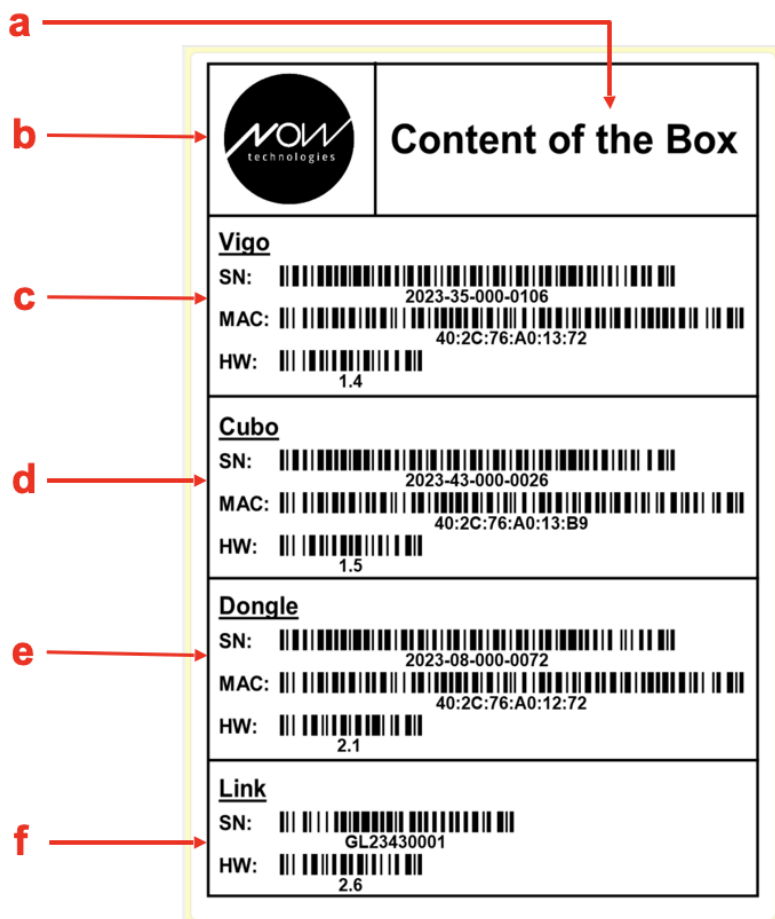 a
b
NOW
technologies
Content of the Box
c
Vigo
SN:
2023-35-000-0106
MAC:
40:2C:76:A0:13:72
HW:
1.4
d
Cubo
SN:
2023-43-000-0026
MAC:
40:2C:76:A0:13:B9
HW:
1.5
e
Dongle
SN:
2023-08-000-0072
MAC:
40:2C:76:A0:12:72
HW:
2.1
f
Link
SN:
GL23430001
HW:
2.6